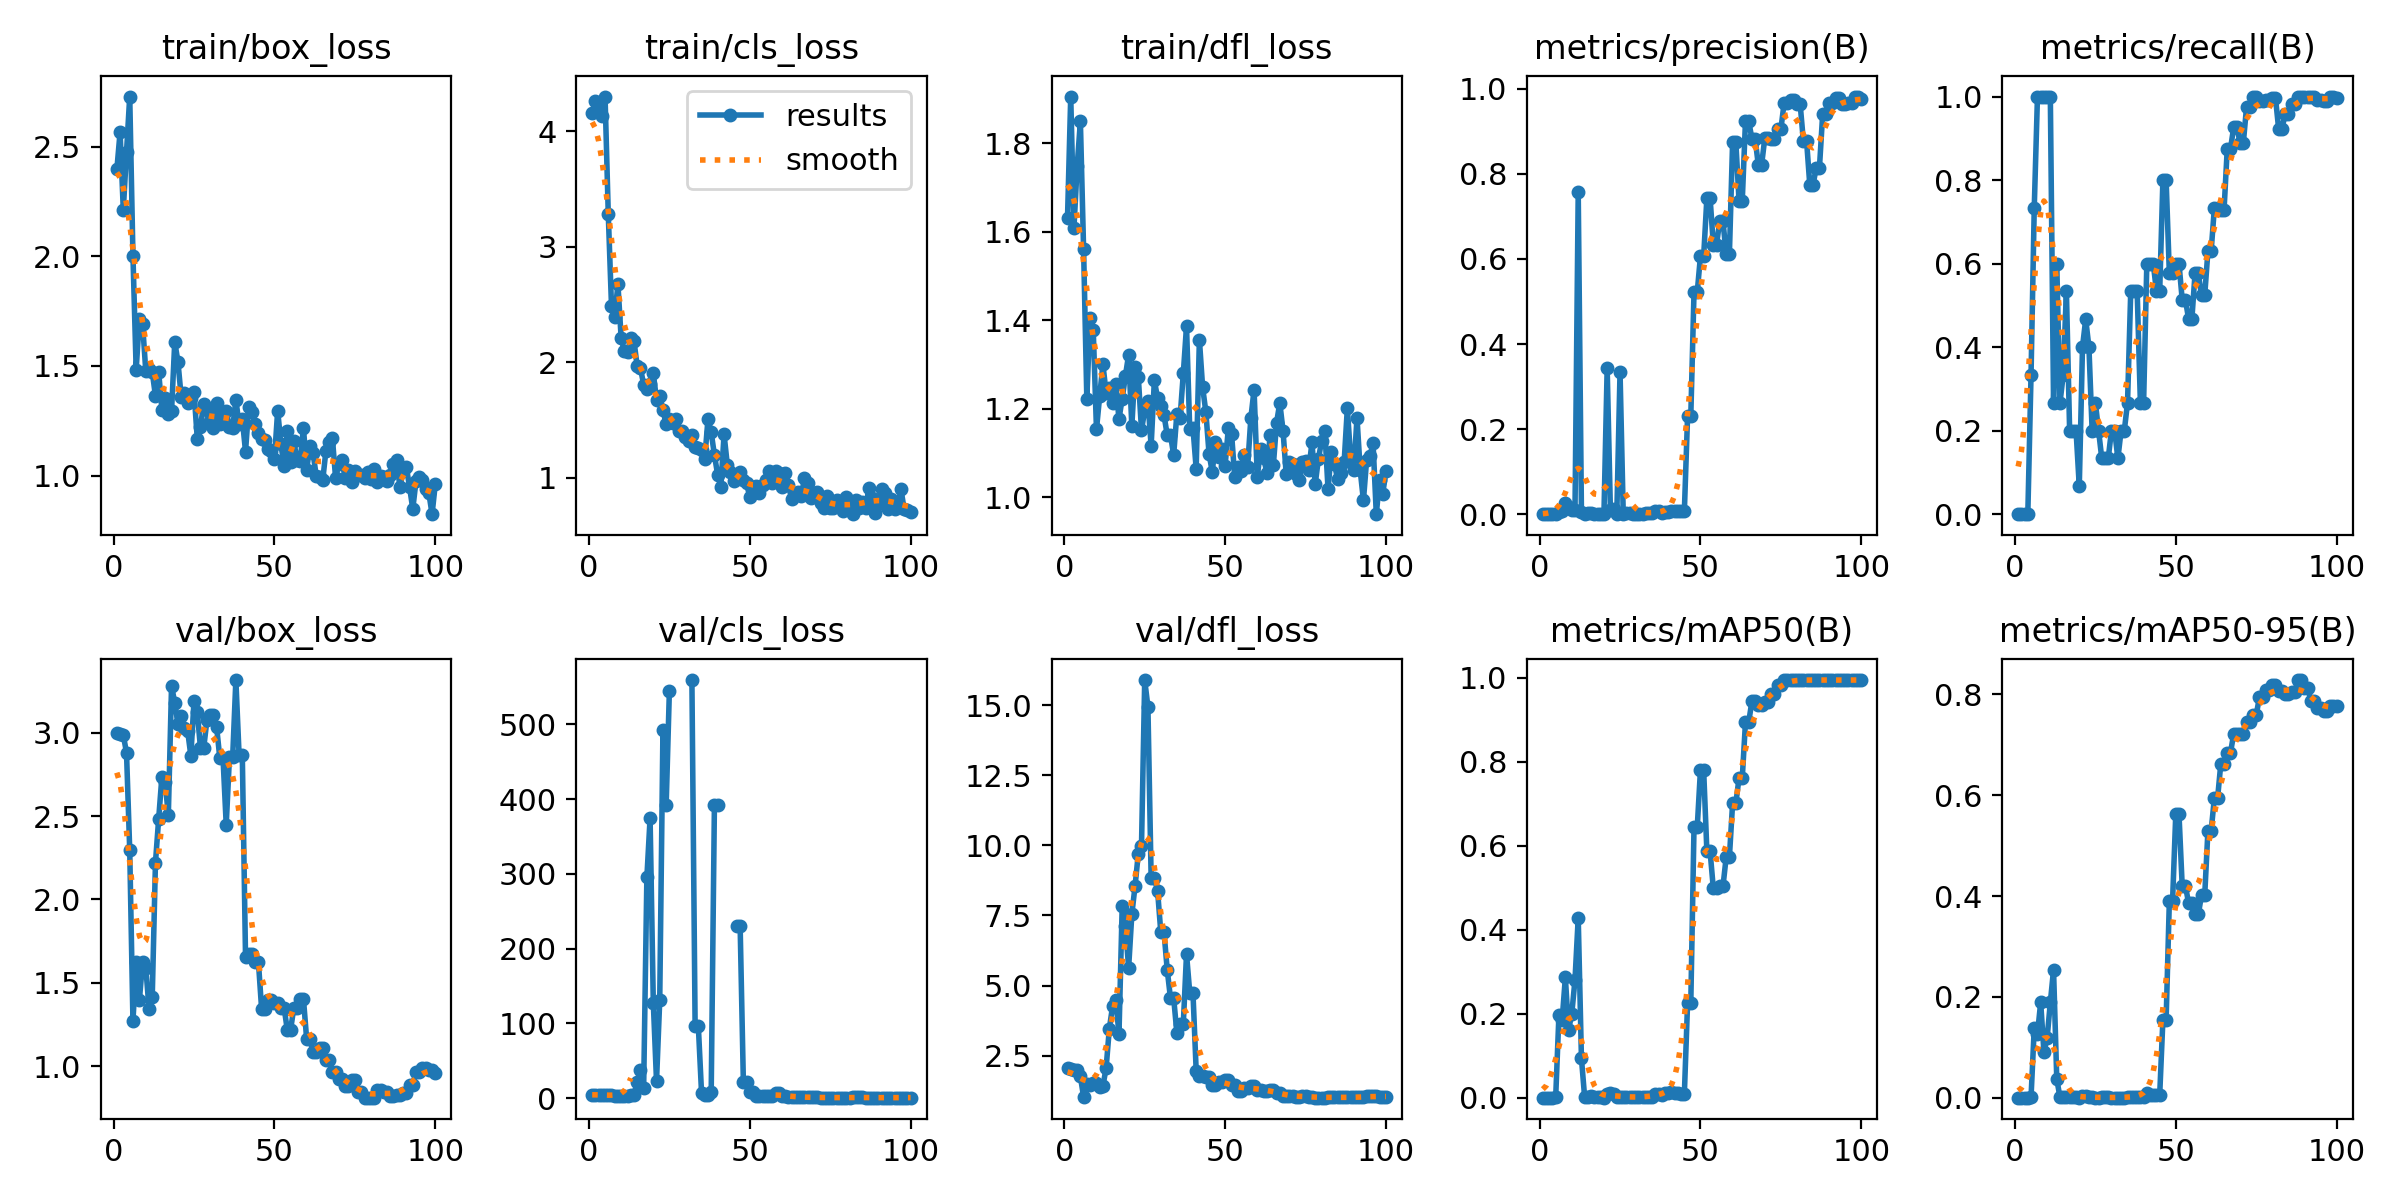 train/box_loss
2.5
2.0
1.5
1.0
0 50 100
train/cls_loss
results
smooth
4
3
2
1
0 50 100
train/dfl_loss
1.8
1.6
1.4
1.2
1.0
0 50 100
metrics/precision(B)
1.0
0.8
0.6
0.4
0.2
0.0
0 50 100
metrics/recall(B)
1.0
0.8
0.6
0.4
0.2
0.0
0 50 100
val/box_loss
3.0
2.5
2.0
1.5
1.0
0 50 100
val/cls_loss
500
400
300
200
100
0
0 50 100
val/dfl_loss
15.0
12.5
10.0
7.5
5.0
2.5
0 50 100
metrics/mAP50(B)
1.0
0.8
0.6
0.4
0.2
0.0
0 50 100
metrics/mAP50-95(B)
0.8
0.6
0.4
0.2
0.0
0 50 100